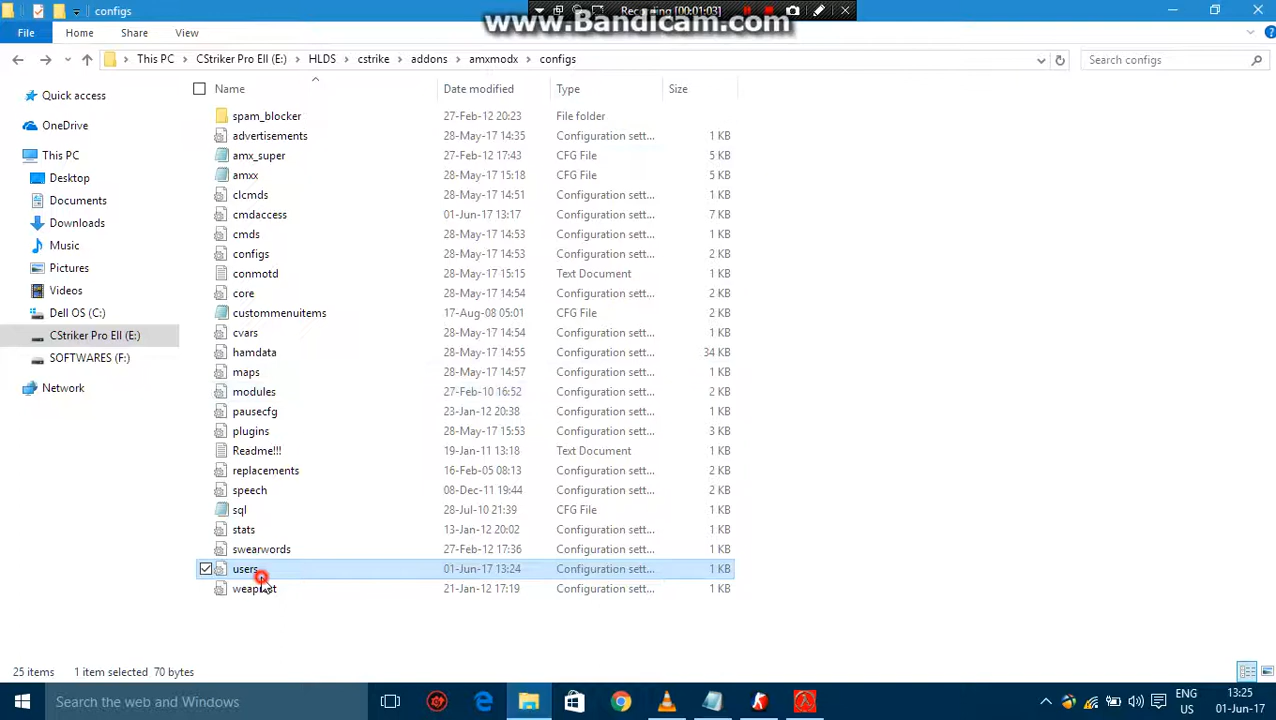 configs
Recording [00:01:03]
www.Bandicam.com
File Home Share View
This PC CStriker Pro EII (E:) HLDS cstrike addons amxmodx configs
Search configs
Name Date modified Type Size
Quick access
OneDrive
This PC
Desktop
Documents
Downloads
Music
Pictures
Videos
Dell OS (C:)
CStriker Pro EII (E:)
SOFTWARES (F:)
Network
spam_blocker 27-Feb-12 20:23 File folder
advertisements 28-May-17 14:35 Configuration sett... 1 KB
amx_super 27-Feb-12 17:43 CFG File 5 KB
amxx 28-May-17 15:18 CFG File 5 KB
clcmds 28-May-17 14:51 Configuration sett... 1 KB
cmdaccess 01-Jun-17 13:17 Configuration sett... 7 KB
cmds 28-May-17 14:53 Configuration sett... 1 KB
configs 28-May-17 14:53 Configuration sett... 2 KB
conmotd 28-May-17 15:15 Text Document 1 KB
core 28-May-17 14:54 Configuration sett... 2 KB
custommenuitems 17-Aug-08 05:01 CFG File 2 KB
cvars 28-May-17 14:54 Configuration sett... 1 KB
hamdata 28-May-17 14:55 Configuration sett... 34 KB
maps 28-May-17 14:57 Configuration sett... 1 KB
modules 27-Feb-10 16:52 Configuration sett... 2 KB
pausecfg 23-Jan-12 20:38 Configuration sett... 1 KB
plugins 28-May-17 15:53 Configuration sett... 3 KB
Readme!!! 19-Jan-11 13:18 Text Document 1 KB
replacements 16-Feb-05 08:13 Configuration sett... 2 KB
speech 08-Dec-11 19:44 Configuration sett... 2 KB
sql 28-Jul-10 21:39 CFG File 1 KB
stats 13-Jan-12 20:02 Configuration sett... 1 KB
swearwords 27-Feb-12 17:36 Configuration sett... 1 KB
users 01-Jun-17 13:24 Configuration sett... 1 KB
21-Jan-12 17:19 Configuration sett... 1 KB
25 items 1 item selected 70 bytes
Search the web and Windows
ENG
US
13:25
01-Jun-17